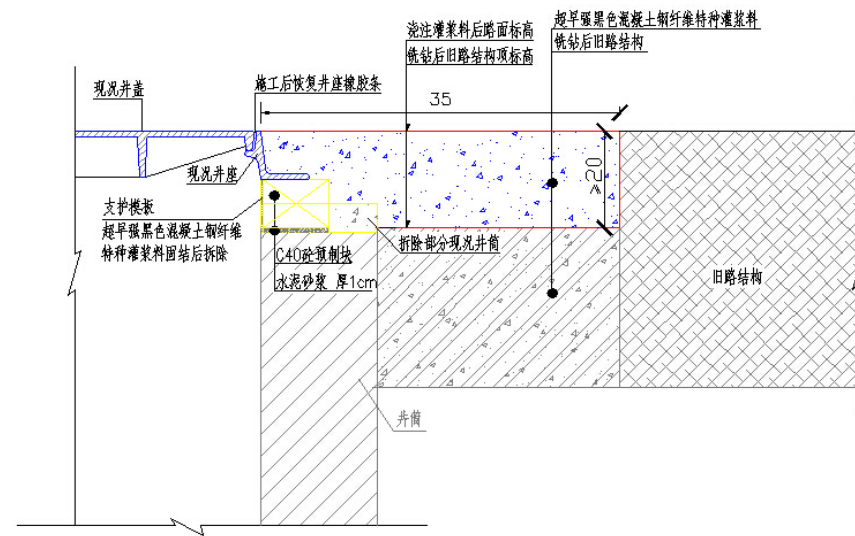 浇注灌浆料后路面标高
铣钻后旧路结构顶标高
超早强黑色混凝土钢纤维特种灌浆料
铣钻后旧路结构
现况井盖
施工后恢复井座橡胶条
35
≥20
现况井座
支护模板
超早强黑色混凝土钢纤维
特种灌浆料固结后拆除
C40砼预制块
水泥砂浆 厚1cm
拆除部分现况井筒
旧路结构
井筒